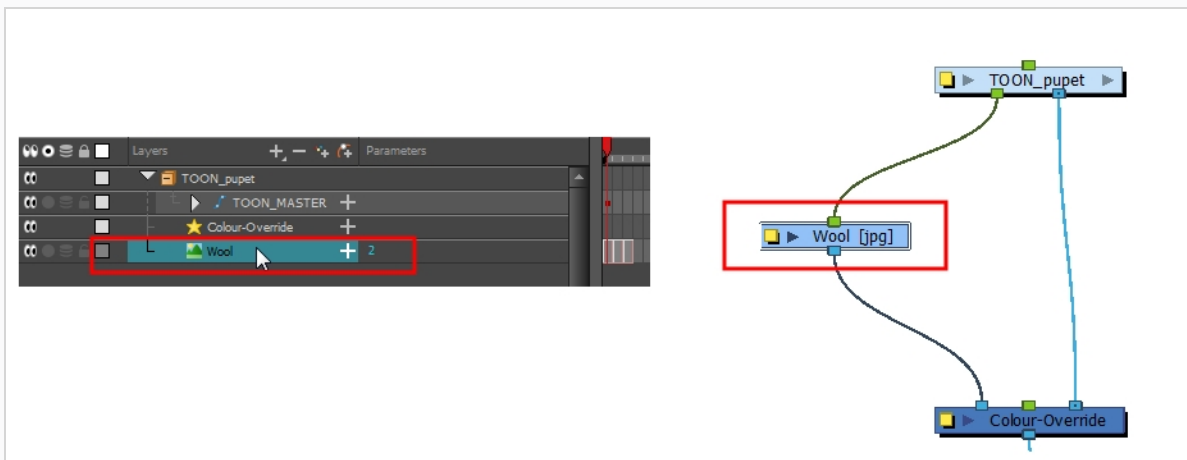 Layers Parameters
TOON_pupet
TOON_MASTER
Colour-Override
Wool 2
TOON_pupet
Wool [jpg]
Colour-Override